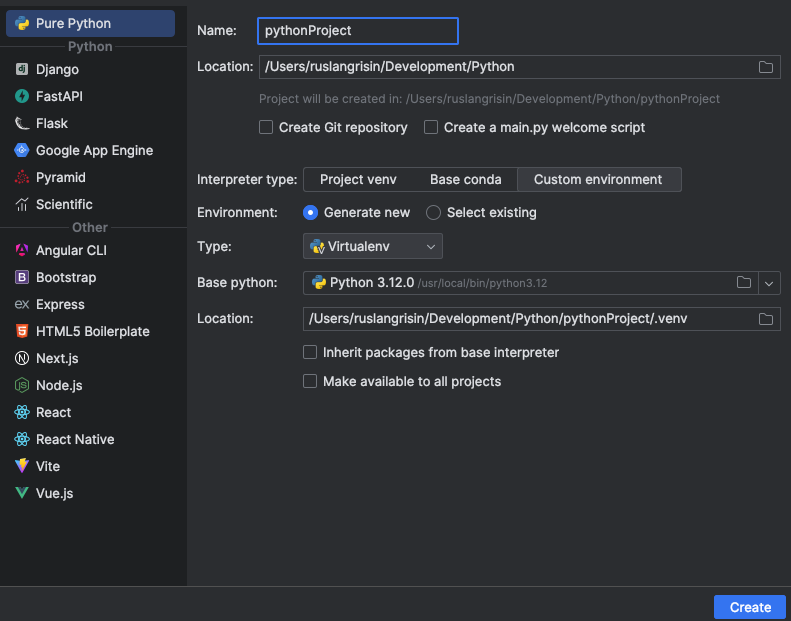 Pure Python
Python
Django
FastAPI
Flask
Google App Engine
Pyramid
Scientific
Other
Angular CLI
Bootstrap
Express
HTML5 Boilerplate
Next.js
Node.js
React
React Native
Vite
Vue.js
Name: pythonProject
Location: /Users/ruslangrisin/Development/Python
Project will be created in: /Users/ruslangrisin/Development/Python/pythonProject
Create Git repository Create a main.py welcome script
Interpreter type: Project venv Base conda Custom environment
Environment: Generate new Select existing
Type: Virtualenv
Base python: Python 3.12.0 /usr/local/bin/python3.12
Location: /Users/ruslangrisin/Development/Python/pythonProject/.venv
Inherit packages from base interpreter
Make available to all projects
Create